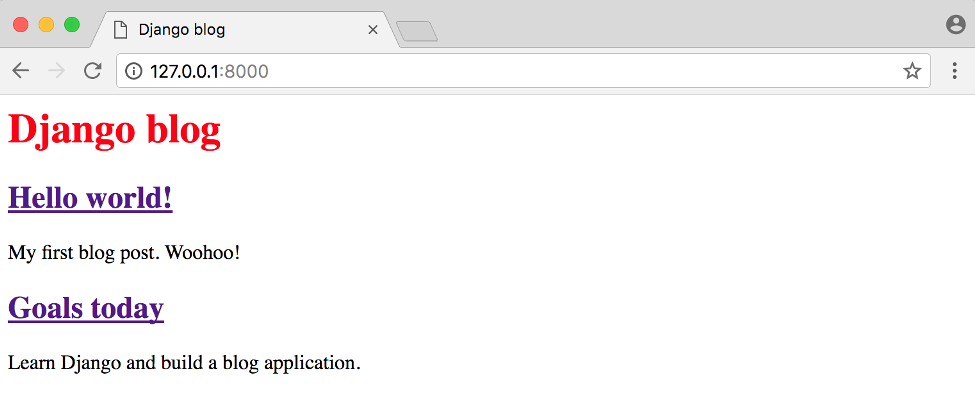 Django blog
127.0.0.1:8000
Django blog
Hello world!
My first blog post. Woohoo!
Goals today
Learn Django and build a blog application.